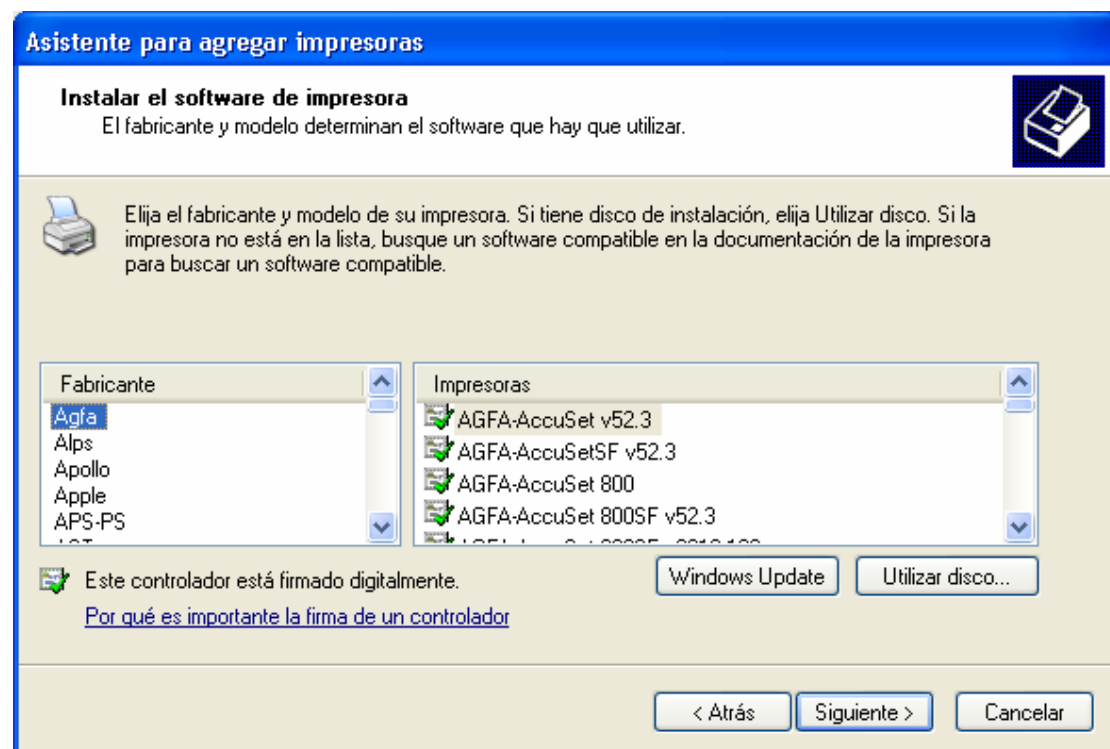 Asistente para agregar impresoras
Instalar el software de impresora
El fabricante y modelo determinan el software que hay que utilizar.
Elija el fabricante y modelo de su impresora. Si tiene disco de instalación, elija Utilizar disco. Si la
impresora no está en la lista, busque un software compatible en la documentación de la impresora
para buscar un software compatible.
Fabricante
Agfa
Alps
Apollo
Apple
APS-PS
Impresoras
AGFA-AccuSet v52.3
AGFA-AccuSetSF v52.3
AGFA-AccuSet 800
AGFA-AccuSet 800SF v52.3
Este controlador está firmado digitalmente.
Por qué es importante la firma de un controlador
Windows Update
Utilizar disco...
< Atrás
Siguiente >
Cancelar